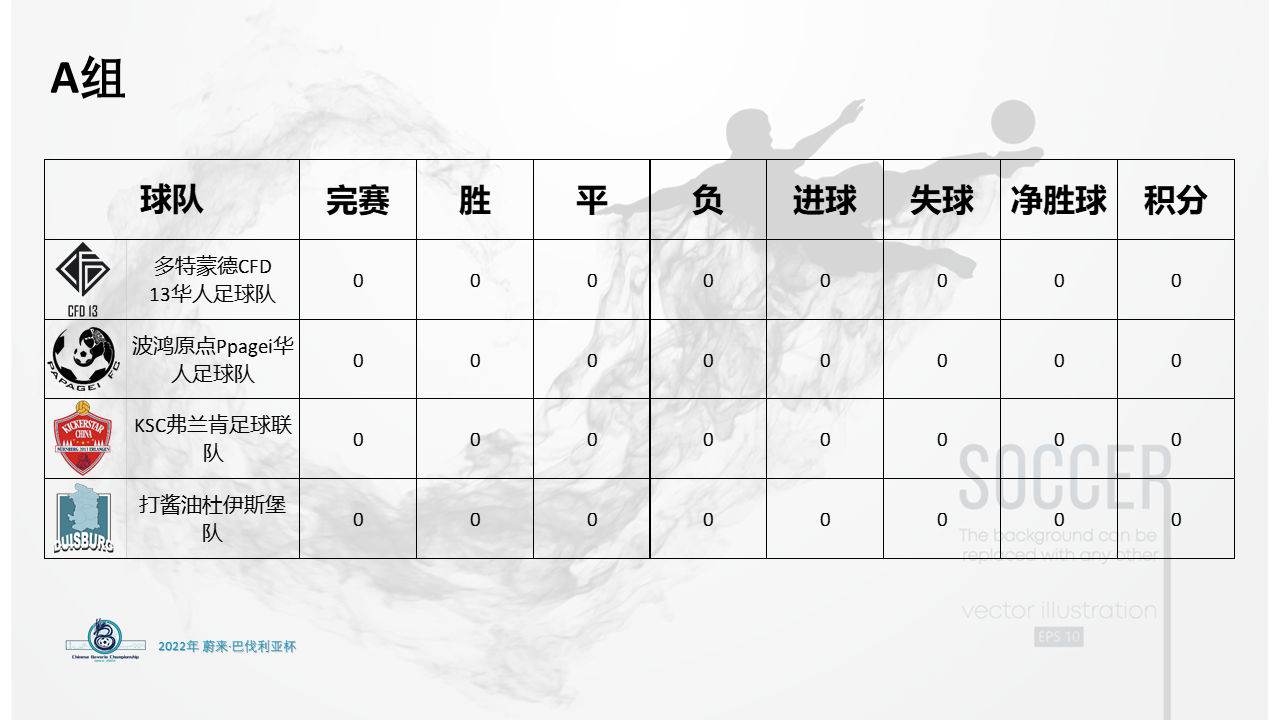 A组
球队 完赛 胜 平 负 进球 失球 净胜球 积分
CFD 13
多特蒙德CFD
13华人足球队
0 0 0 0 0 0 0 0
PAPAGEI FC
波鸿原点Ppagei华
人足球队
0 0 0 0 0 0 0 0
KICKERSTAR
CHINA
NÜRNBERG 2013 ERLANGEN
KSC弗兰肯足球联
队
0 0 0 0 0 0 0 0
DUISBURG
打酱油杜伊斯堡
队
0 0 0 0 0 0 0 0
SOCCER
The background can be
replaced with any other
vector illustration
EPS 10
Chinese Bavaria Championship
since 2022
2022年 蔚来·巴伐利亚杯